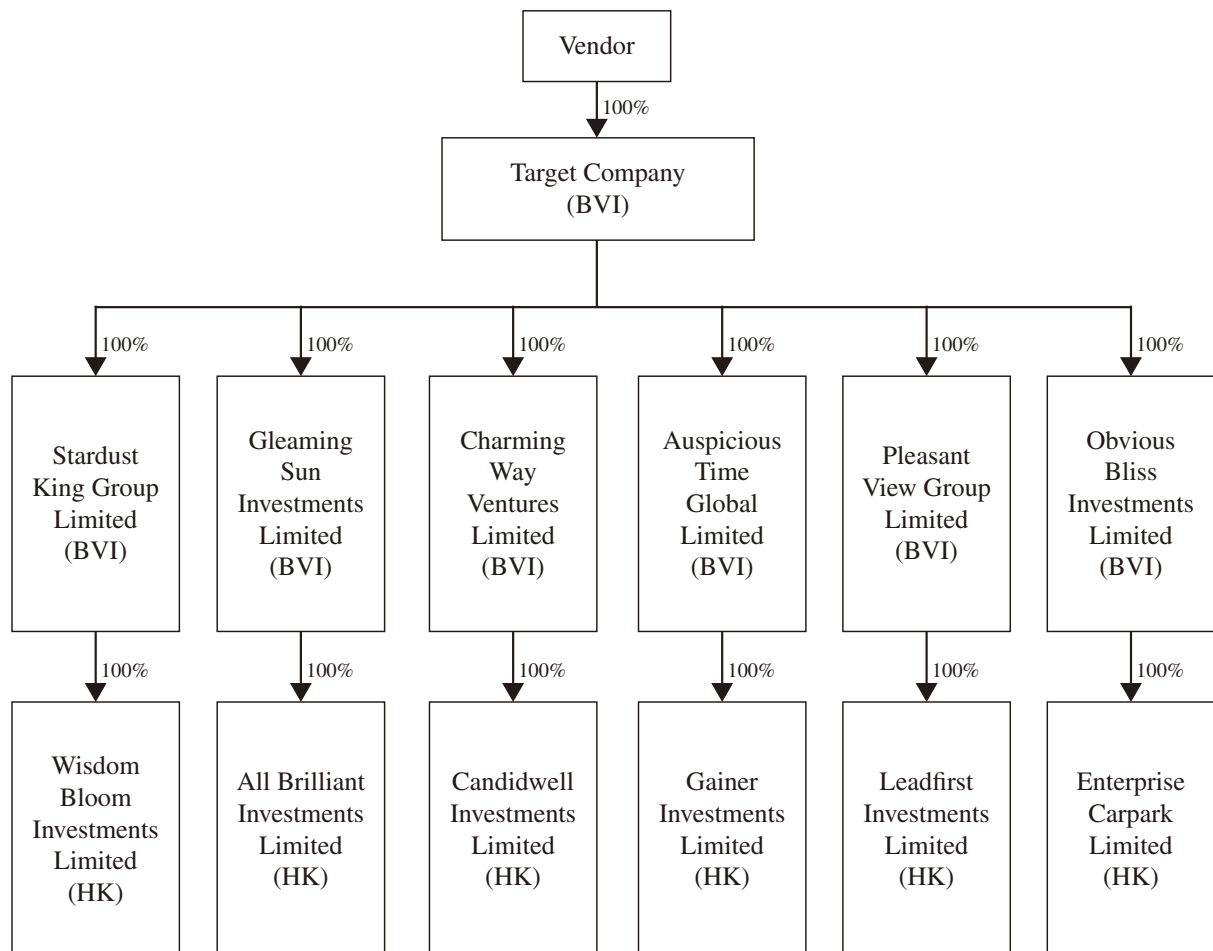 Vendor
100%
Target Company
(BVI)
100%
100%
100%
100%
100%
100%
Stardust
King Group
Limited
(BVI)
Gleaming
Sun
Investments
Limited
(BVI)
Charming
Way
Ventures
Limited
(BVI)
Auspicious
Time
Global
Limited
(BVI)
Pleasant
View Group
Limited
(BVI)
Obvious
Bliss
Investments
Limited
(BVI)
100%
100%
100%
100%
100%
100%
Wisdom
Bloom
Investments
Limited
(HK)
All Brilliant
Investments
Limited
(HK)
Candidwell
Investments
Limited
(HK)
Gainer
Investments
Limited
(HK)
Leadfirst
Investments
Limited
(HK)
Enterprise
Carpark
Limited
(HK)